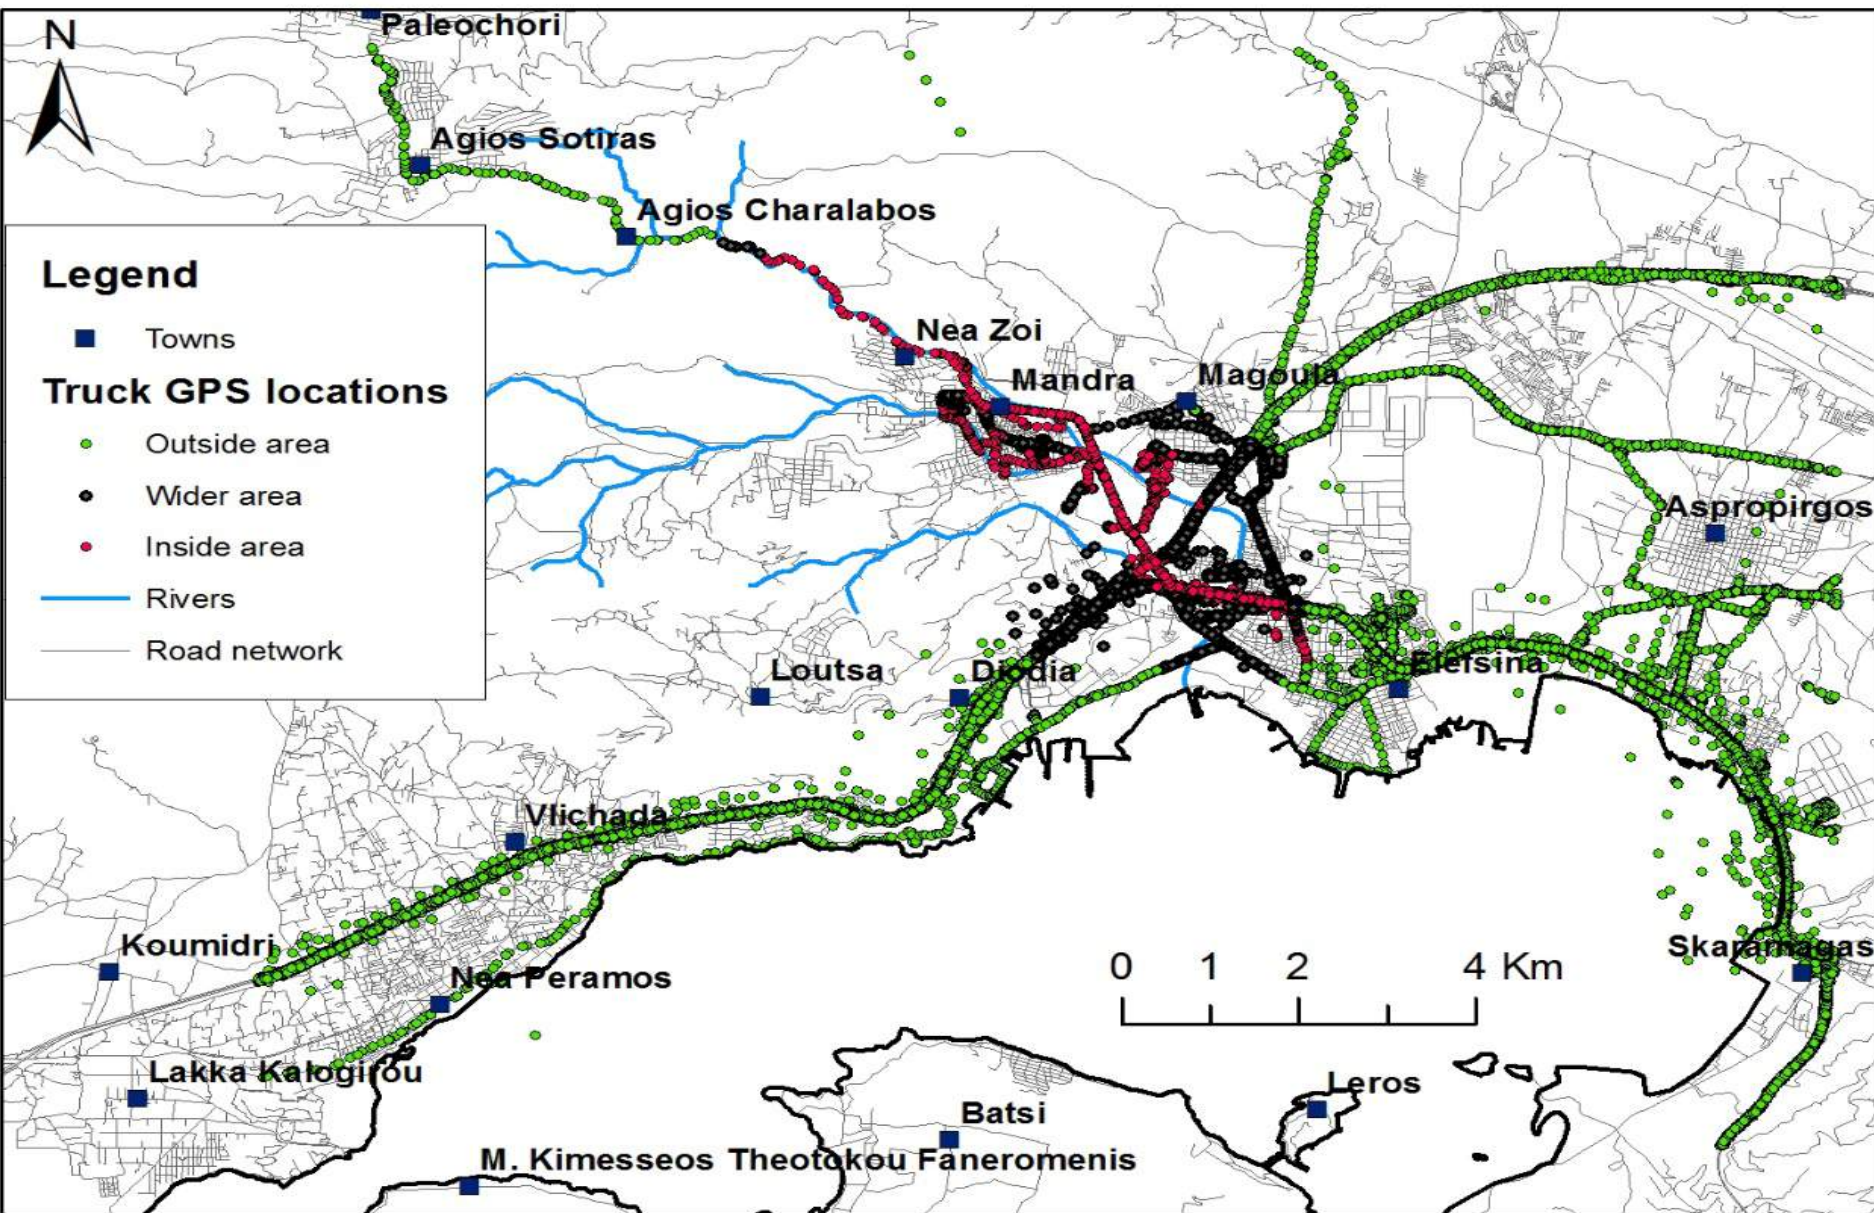 Paleochori
N
Agios Sotiras
Agios Charalabos
Legend
Towns
Truck GPS locations
Outside area
Wider area
Inside area
Rivers
Road network
Nea Zoi
Mandra
Magoula
Aspropirgos
Loutsa
Diodia
Elefsina
Vlichada
Koumidri
Nea Peramos
Skaramagas
0 1 2 4 Km
Lakka Kalogirou
Leros
Batsi
M. Kimesseos Theotokou Faneromenis